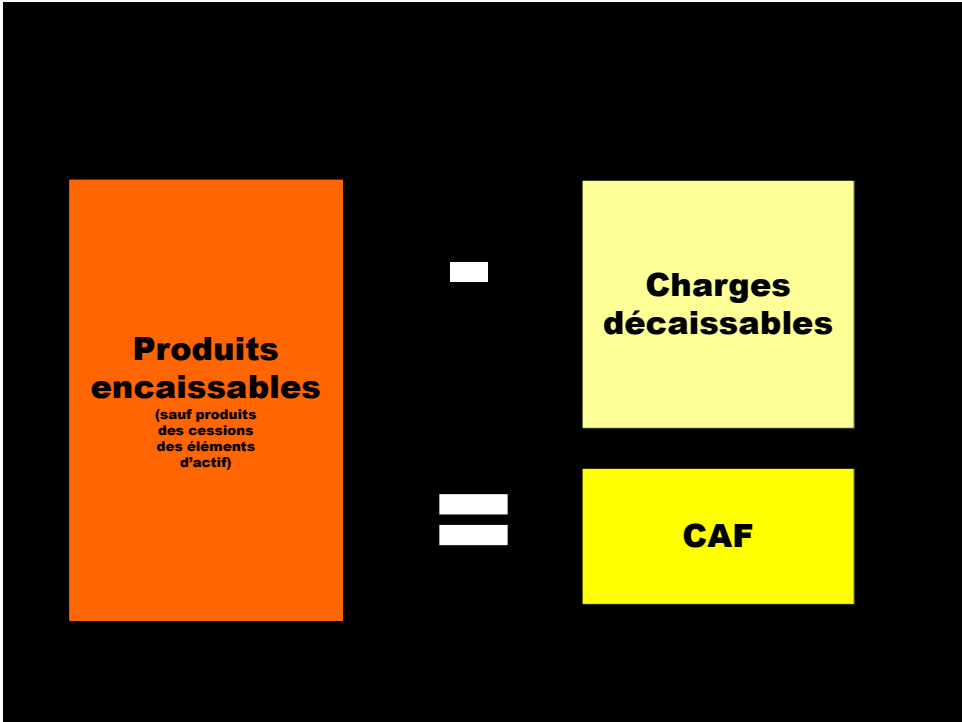 Produits
encaissables
(sauf produits
des cessions
des éléments
d’actif)
-
Charges
décaissables
=
CAF